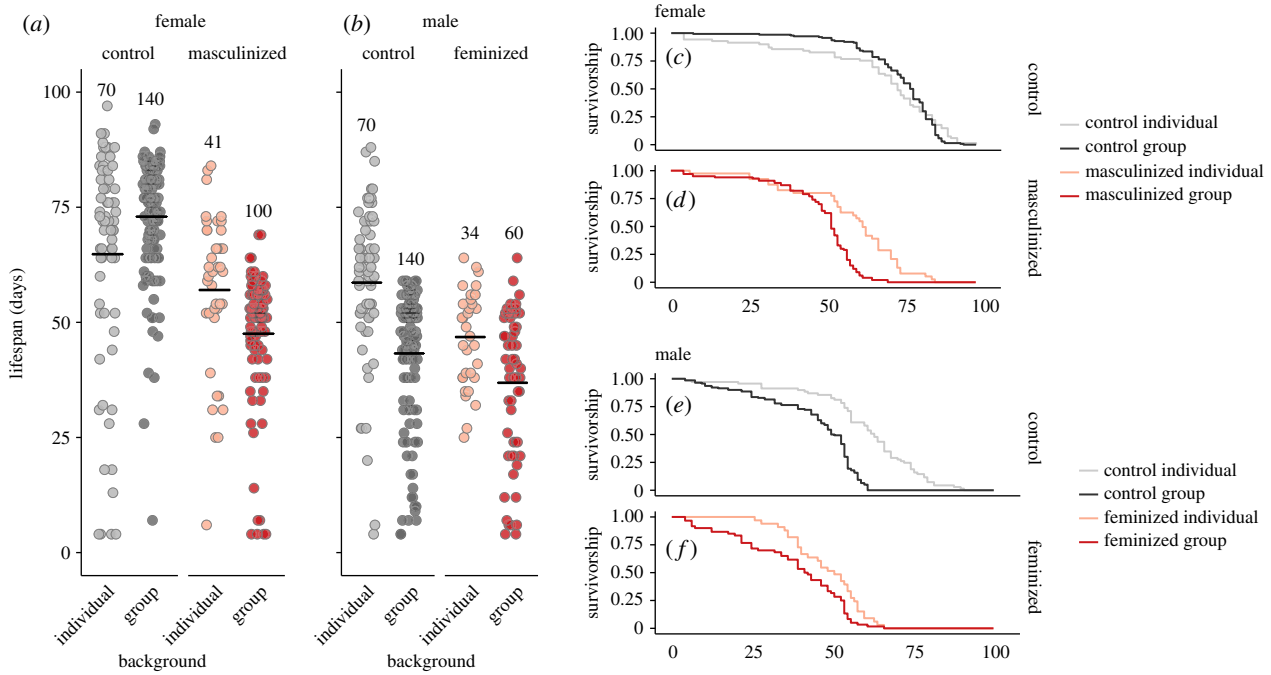 (a)
female
control
masculinized
lifespan (days)
100
75
50
25
0
70
140
41
100
individual
group
individual
group
background
(b)
male
control
feminized
70
140
34
60
individual
group
individual
group
background
female
(c)
survivorship
1.00
0.75
0.50
0.25
0
control
(d)
survivorship
1.00
0.75
0.50
0.25
0
masculinized
0
25
50
75
100
control individual
control group
masculinized individual
masculinized group
male
(e)
survivorship
1.00
0.75
0.50
0.25
0
control
(f)
survivorship
1.00
0.75
0.50
0.25
0
feminized
0
25
50
75
100
control individual
control group
feminized individual
feminized group